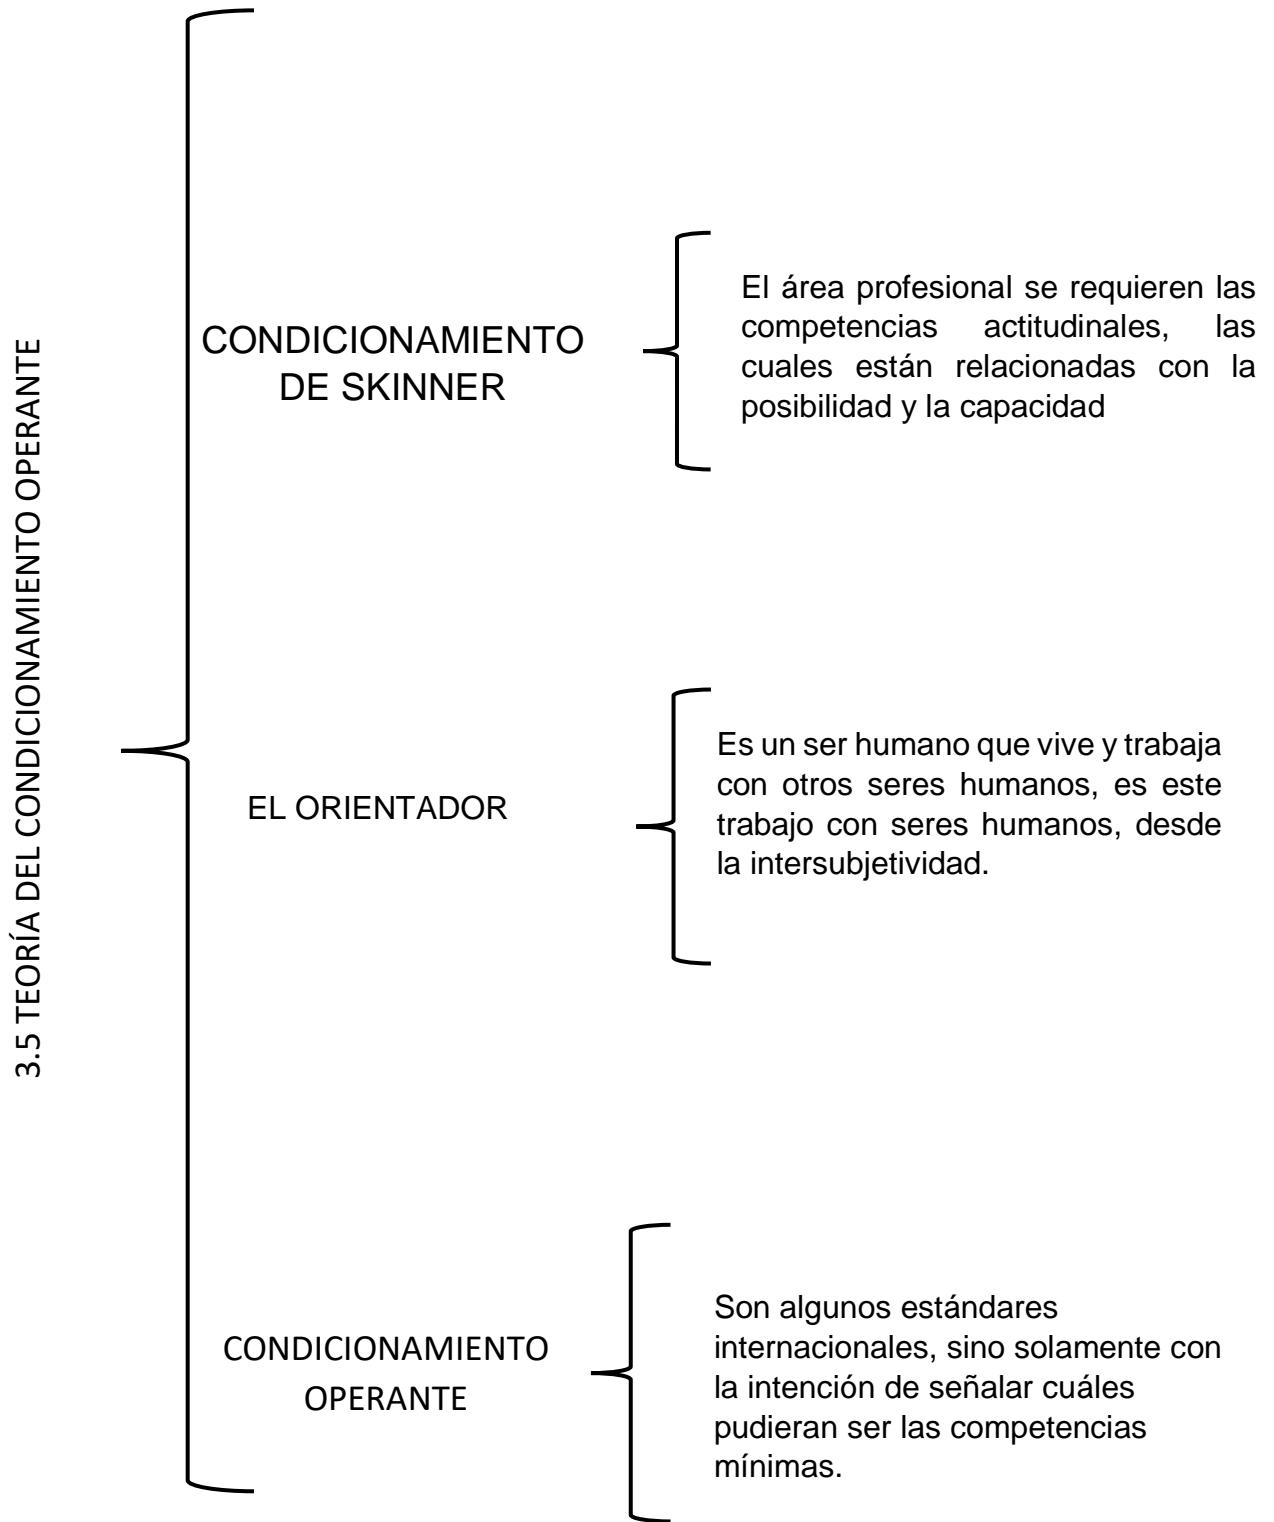 3.5 TEORÍA DEL CONDICIONAMIENTO OPERANTE
CONDICIONAMIENTO
DE SKINNER
El área profesional se requieren las
competencias actitudinales, las
cuales están relacionadas con la
posibilidad y la capacidad
EL ORIENTADOR
Es un ser humano que vive y trabaja
con otros seres humanos, es este
trabajo con seres humanos, desde
la intersubjetividad.
CONDICIONAMIENTO
OPERANTE
Son algunos estándares
internacionales, sino solamente con
la intención de señalar cuáles
pudieran ser las competencias
mínimas.